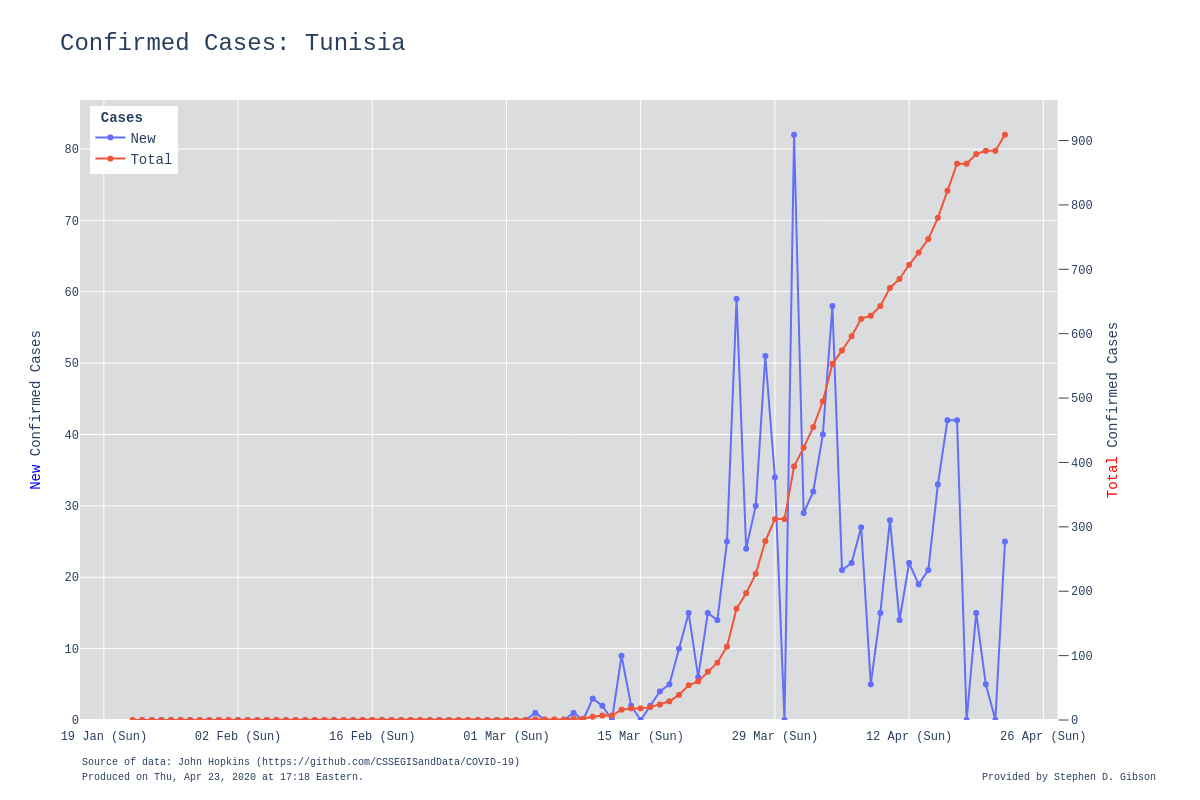 Confirmed Cases: Tunisia
Cases
New
Total
80
70
60
50
40
30
20
10
0
900
800
700
600
500
400
300
200
100
0
New Confirmed Cases
Total Confirmed Cases
19 Jan (Sun) 02 Feb (Sun) 16 Feb (Sun) 01 Mar (Sun) 15 Mar (Sun) 29 Mar (Sun) 12 Apr (Sun) 26 Apr (Sun)
Source of data: John Hopkins (https://github.com/CSSEGISandData/COVID-19)
Produced on Thu, Apr 23, 2020 at 17:18 Eastern.
Provided by Stephen D. Gibson